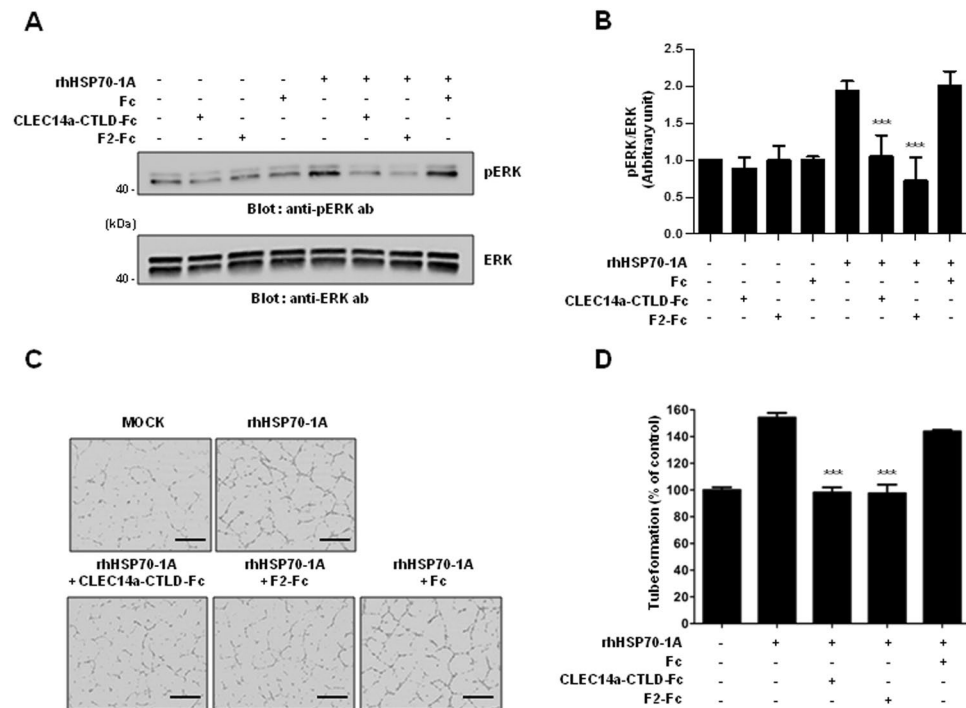 A
rhHSP70-1A - - - - + + + +
Fc - - - + - - - +
CLEC14a-CTLD-Fc - + - - - + - -
F2-Fc - - + - - - + -
40 -
pERK
Blot : anti-pERK ab
(kDa)
40 -
ERK
Blot : anti-ERK ab
B
pERK/ERK
(Arbitrary unit)
2.5
2.0
1.5
1.0
0.5
0.0
***
***
rhHSP70-1A - - - - + + + +
Fc - - - + - - - +
CLEC14a-CTLD-Fc - + - - - + - -
F2-Fc - - + - - - + -
C
MOCK
rhHSP70-1A
rhHSP70-1A
+ CLEC14a-CTLD-Fc
rhHSP70-1A
+ F2-Fc
rhHSP70-1A
+ Fc
D
Tubeformation (% of control)
160
140
120
100
80
60
40
20
0
***
***
rhHSP70-1A - + + + +
Fc - - - - +
CLEC14a-CTLD-Fc - - + - -
F2-Fc - - - + -